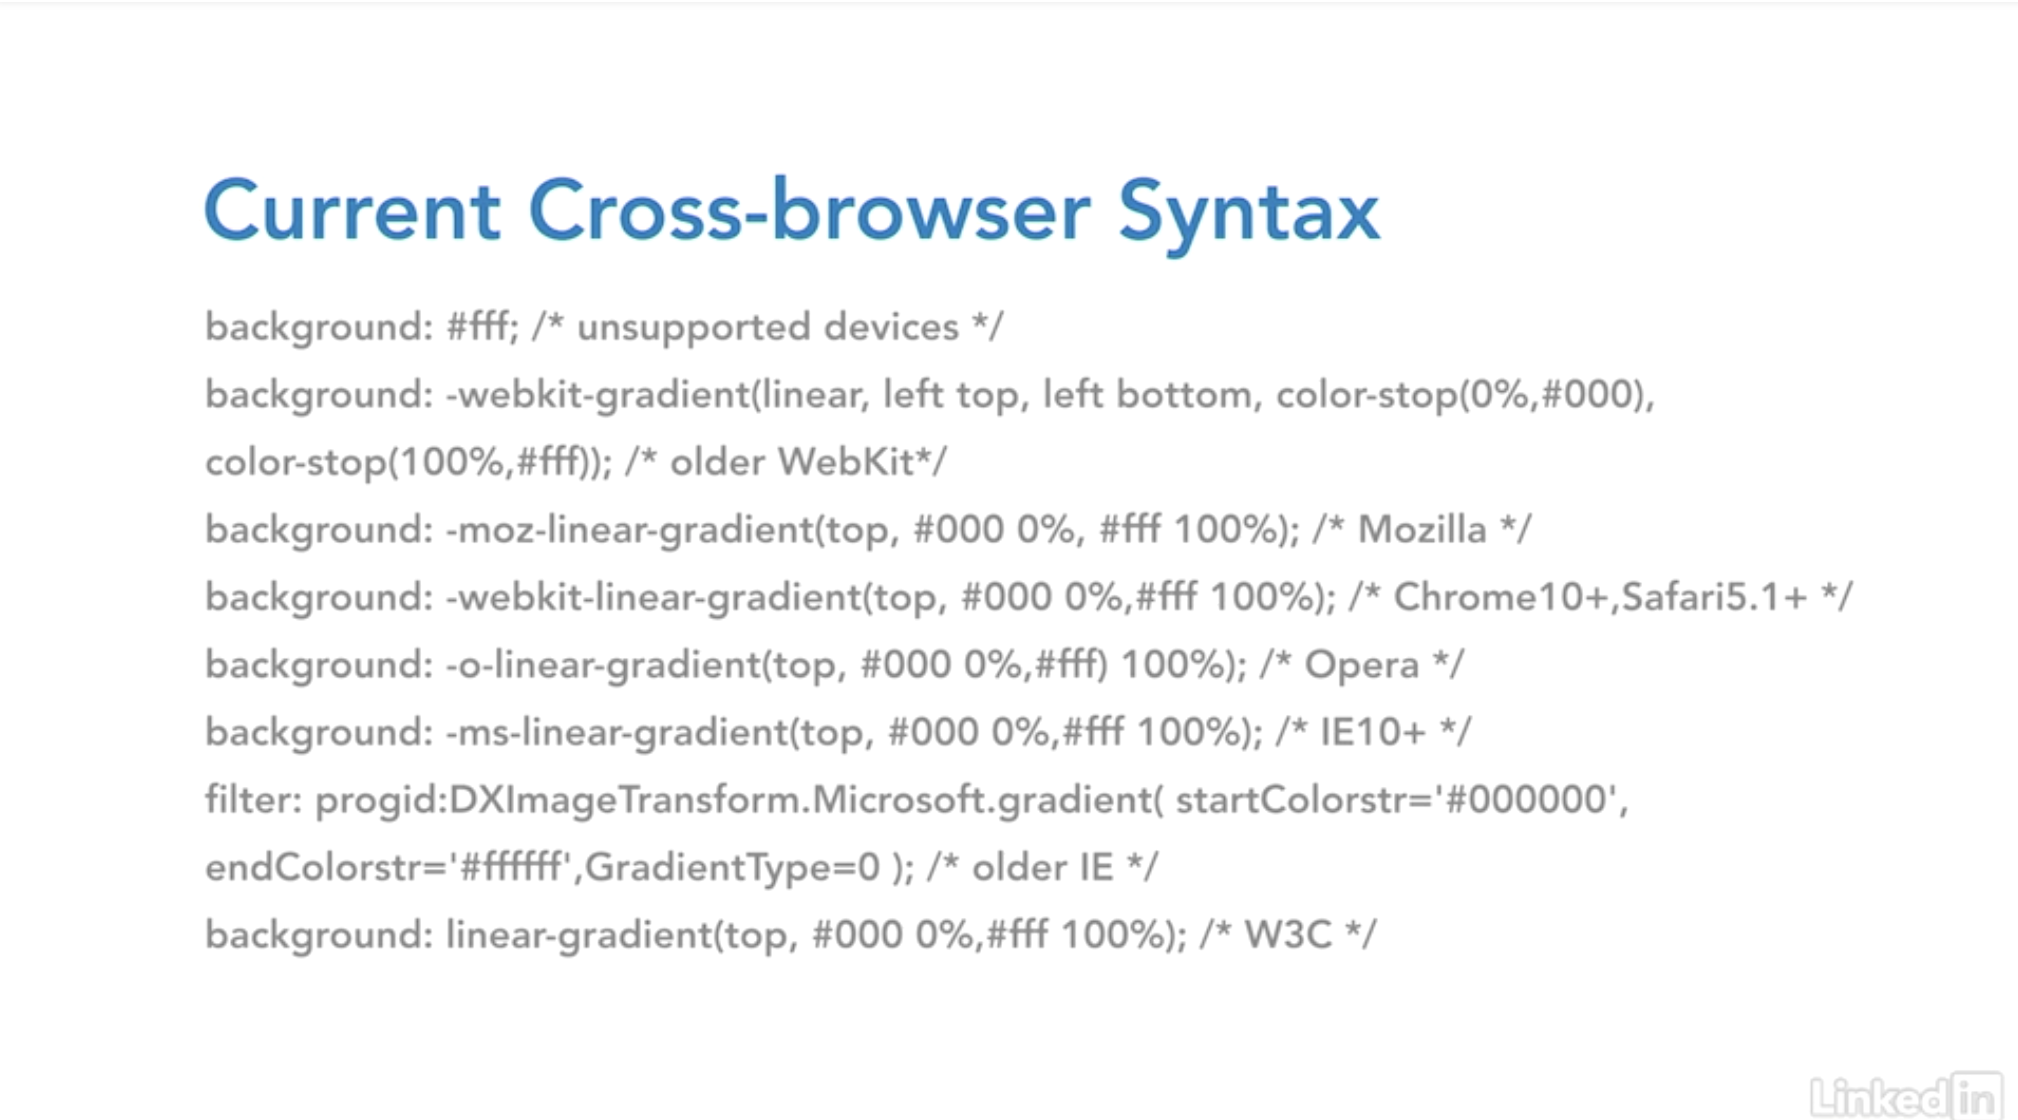 Current Cross-browser Syntax
background: #fff; /* unsupported devices */
background: -webkit-gradient(linear, left top, left bottom, color-stop(0%,#000),
color-stop(100%,#fff)); /* older WebKit*/
background: -moz-linear-gradient(top, #000 0%, #fff 100%); /* Mozilla */
background: -webkit-linear-gradient(top, #000 0%,#fff 100%); /* Chrome10+,Safari5.1+ */
background: -o-linear-gradient(top, #000 0%,#fff) 100%); /* Opera */
background: -ms-linear-gradient(top, #000 0%,#fff 100%); /* IE10+ */
filter: progid:DXImageTransform.Microsoft.gradient( startColorstr='#000000',
endColorstr='#ffffff',GradientType=0 ); /* older IE */
background: linear-gradient(top, #000 0%,#fff 100%); /* W3C */
Linked in